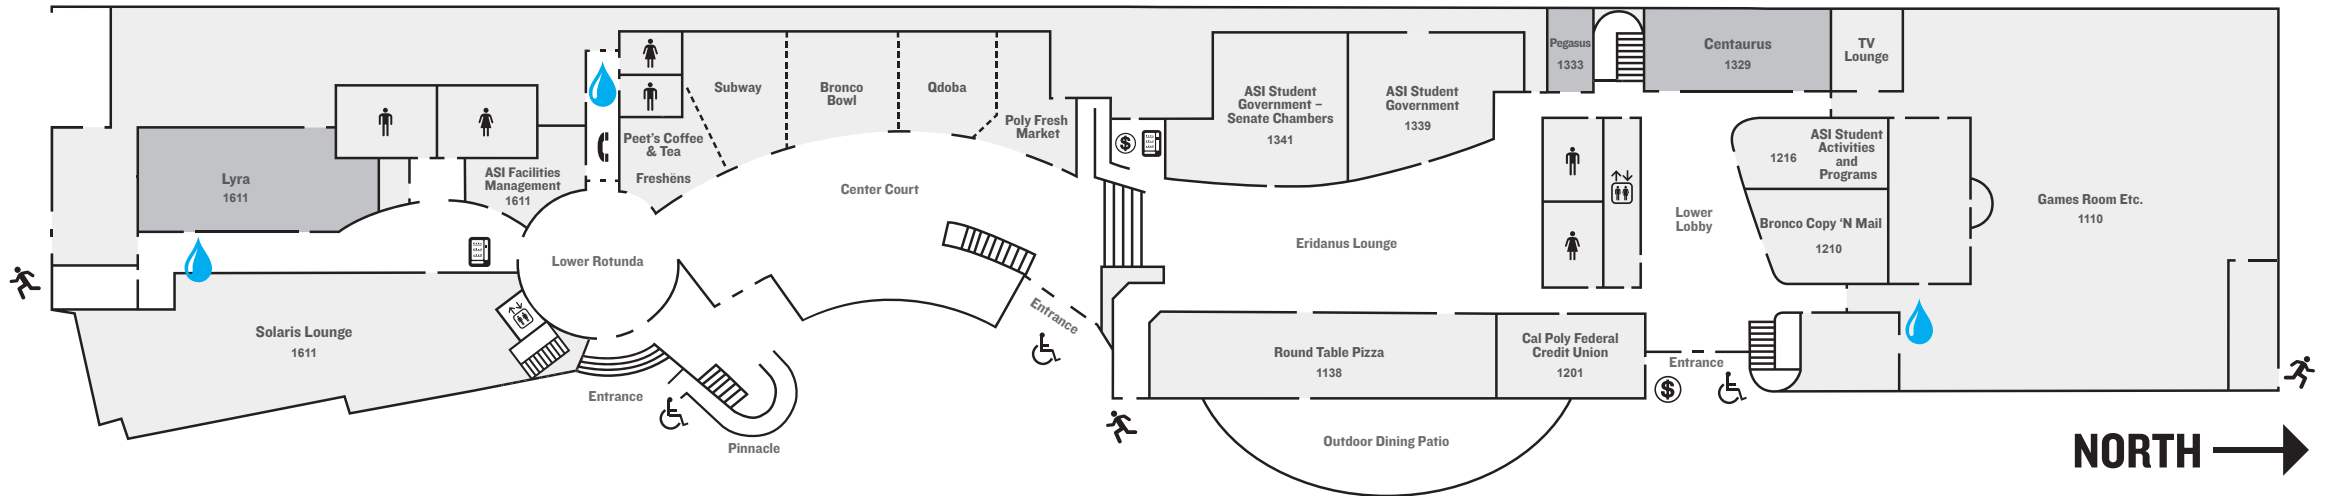 Pegasus
1333
Centaurus
1329
TV
Lounge
Subway
Bronco
Bowl
Qdoba
Poly Fresh
Market
ASI Student
Government –
Senate Chambers
1341
ASI Student
Government
1339
Peet's Coffee
& Tea
Freshëns
ASI Facilities
Management
1611
Lyra
1611
Center Court
$
1216
ASI Student
Activities
and
Programs
Bronco Copy 'N Mail
1210
Games Room Etc.
1110
Lower
Lobby
Eridanus Lounge
Lower Rotunda
Entrance
Solaris Lounge
1611
Round Table Pizza
1138
Cal Poly Federal
Credit Union
1201
Entrance
$
Entrance
Pinnacle
Outdoor Dining Patio
NORTH